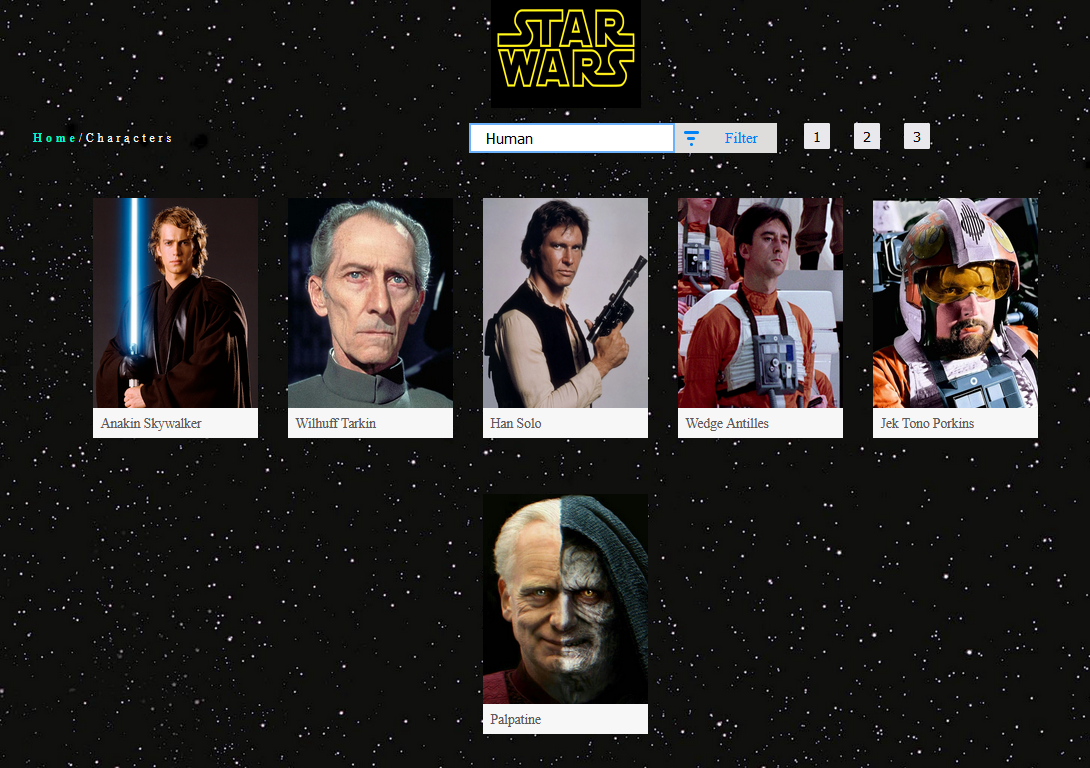 STAR
WARS
Home/Characters
Human
Filter
1
2
3
Anakin Skywalker
Wilhuff Tarkin
Han Solo
Wedge Antilles
Jek Tono Porkins
Palpatine